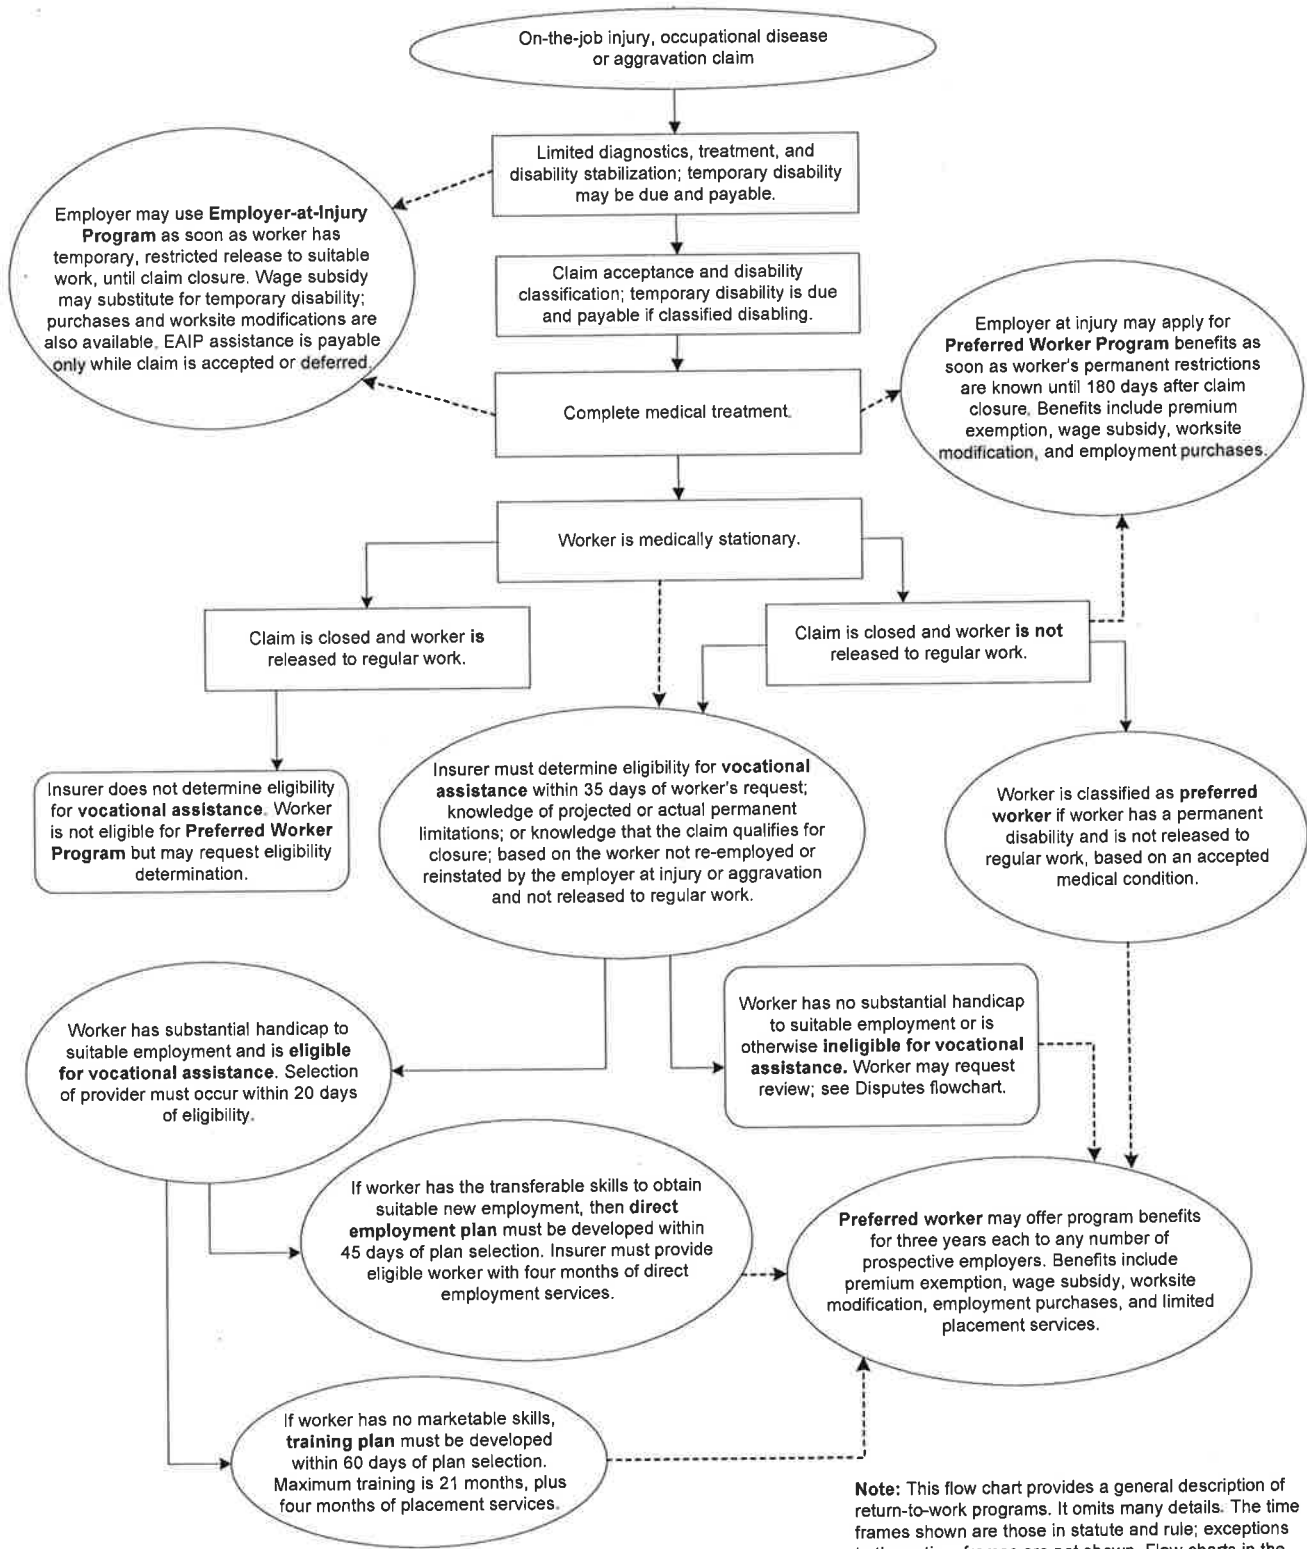 On-the-job injury, occupational disease
or aggravation claim
Limited diagnostics, treatment, and
disability stabilization; temporary disability
may be due and payable.
Employer may use Employer-at-Injury
Program as soon as worker has
temporary, restricted release to suitable
work, until claim closure. Wage subsidy
may substitute for temporary disability;
purchases and worksite modifications are
also available. EAIP assistance is payable
only while claim is accepted or deferred.
Claim acceptance and disability
classification; temporary disability is due
and payable if classified disabling.
Employer at injury may apply for
Preferred Worker Program benefits as
soon as worker's permanent restrictions
are known until 180 days after claim
closure. Benefits include premium
exemption, wage subsidy, worksite
modification, and employment purchases.
Complete medical treatment.
Worker is medically stationary.
Claim is closed and worker is
released to regular work.
Claim is closed and worker is not
released to regular work.
Insurer does not determine eligibility
for vocational assistance. Worker
is not eligible for Preferred Worker
Program but may request eligibility
determination.
Insurer must determine eligibility for vocational
assistance within 35 days of worker's request;
knowledge of projected or actual permanent
limitations; or knowledge that the claim qualifies for
closure; based on the worker not re-employed or
reinstated by the employer at injury or aggravation
and not released to regular work.
Worker is classified as preferred
worker if worker has a permanent
disability and is not released to
regular work, based on an accepted
medical condition.
Worker has substantial handicap to
suitable employment and is eligible
for vocational assistance. Selection
of provider must occur within 20 days
of eligibility.
Worker has no substantial handicap
to suitable employment or is
otherwise ineligible for vocational
assistance. Worker may request
review; see Disputes flowchart.
If worker has the transferable skills to obtain
suitable new employment, then direct
employment plan must be developed within
45 days of plan selection. Insurer must provide
eligible worker with four months of direct
employment services.
Preferred worker may offer program benefits
for three years each to any number of
prospective employers. Benefits include
premium exemption, wage subsidy, worksite
modification, employment purchases, and limited
placement services.
If worker has no marketable skills,
training plan must be developed
within 60 days of plan selection.
Maximum training is 21 months, plus
four months of placement services.
Note: This flow chart provides a general description of
return-to-work programs. It omits many details. The time
frames shown are those in statute and rule; exceptions